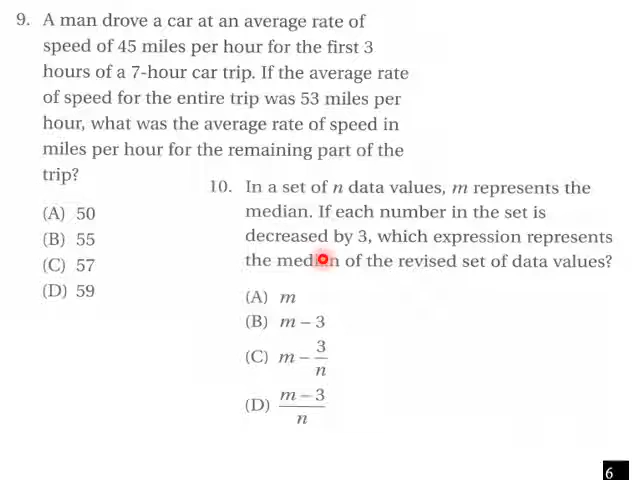 9. A man drove a car at an average rate of
speed of 45 miles per hour for the first 3
hours of a 7-hour car trip. If the average rate
of speed for the entire trip was 53 miles per
hour, what was the average rate of speed in
miles per hour for the remaining part of the
trip?
(A) 50
(B) 55
(C) 57
(D) 59
10. In a set of n data values, m represents the
median. If each number in the set is
decreased by 3, which expression represents
the median of the revised set of data values?
(A) m
(B) m − 3
(C) m − 3/n
(D) (m − 3)/n
6